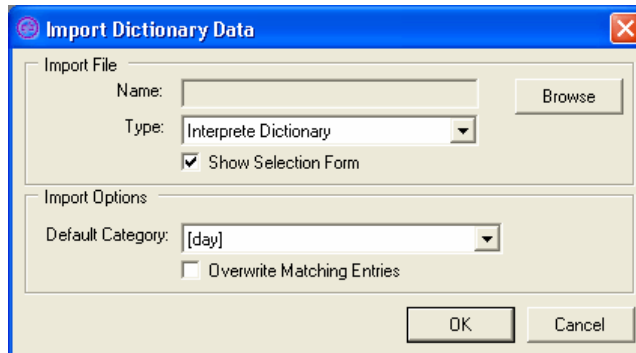 Import Dictionary Data
Import File
Name:
Browse
Type: Interprete Dictionary
Show Selection Form
Import Options
Default Category: [day]
Overwrite Matching Entries
OK Cancel